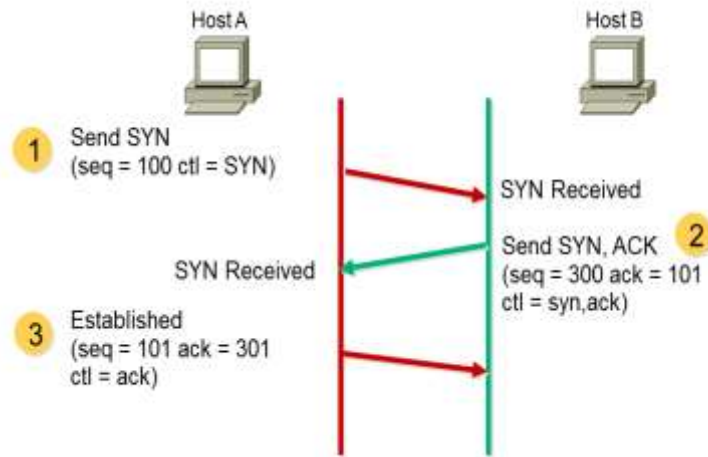 Host A
Host B
1
Send SYN
(seq = 100 ctl = SYN)
SYN Received
Send SYN, ACK
2
(seq = 300 ack = 101
ctl = syn,ack)
SYN Received
3
Established
(seq = 101 ack = 301
ctl = ack)